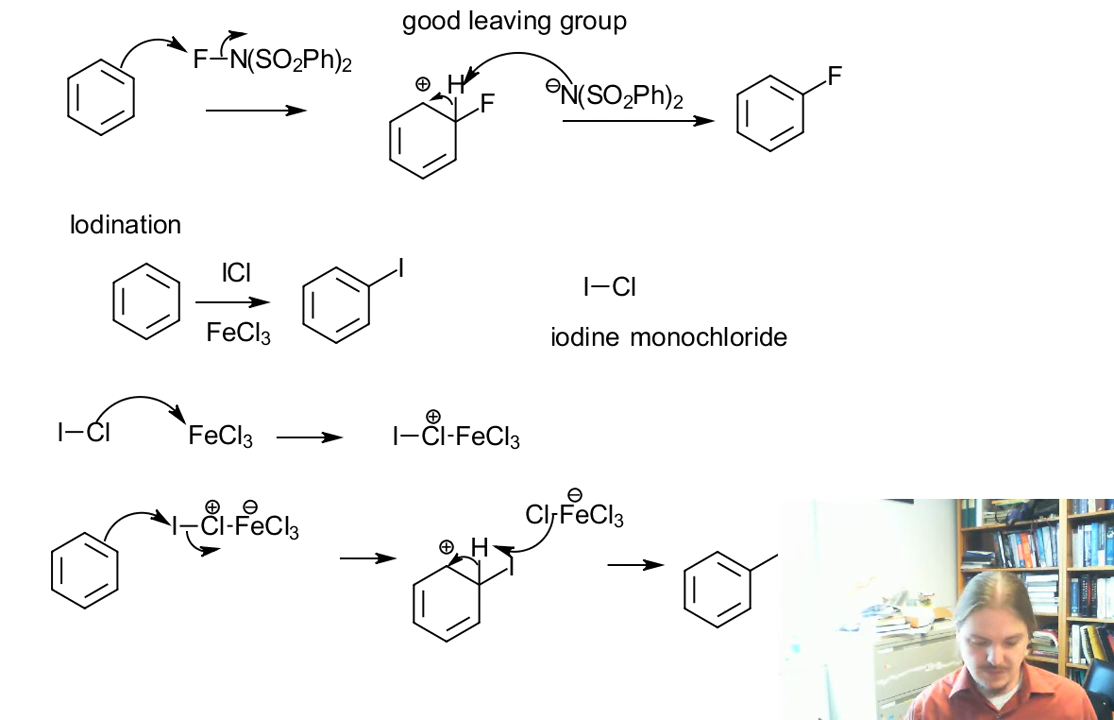 good leaving group
F–N(SO₂Ph)₂
⊕ H
F
⊖N(SO₂Ph)₂
F
Iodination
ICl
FeCl₃
I
I–Cl
iodine monochloride
I–Cl
FeCl₃
⊕
I–Cl-FeCl₃
⊕ ⊖
I–Cl-FeCl₃
⊕ H
I
⊖
Cl-FeCl₃